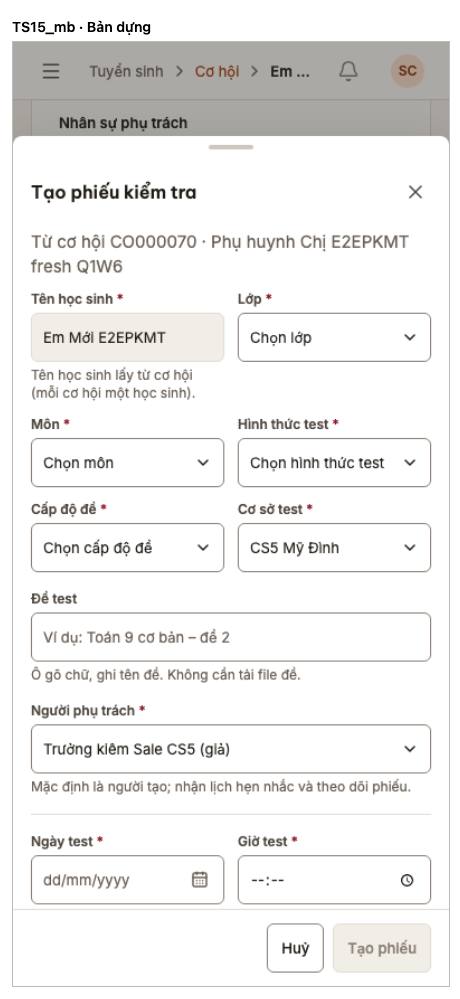 TS15_mb · Bản dựng
Tuyển sinh > Cơ hội > Em ... SC
Nhân sự phụ trách
Tạo phiếu kiểm tra
Từ cơ hội CO000070 · Phụ huynh Chị E2EPKMT
fresh Q1W6
Tên học sinh * Lớp *
Em Mới E2EPKMT Chọn lớp
Tên học sinh lấy từ cơ hội
(mỗi cơ hội một học sinh).
Môn * Hình thức test *
Chọn môn Chọn hình thức test
Cấp độ đề * Cơ sở test *
Chọn cấp độ đề CS5 Mỹ Đình
Đề test
Ví dụ: Toán 9 cơ bản – đề 2
Ô gõ chữ, ghi tên đề. Không cần tải file đề.
Người phụ trách *
Trưởng kiêm Sale CS5 (giả)
Mặc định là người tạo; nhận lịch hẹn nhắc và theo dõi phiếu.
Ngày test * Giờ test *
dd/mm/yyyy --:--
Huỷ Tạo phiếu